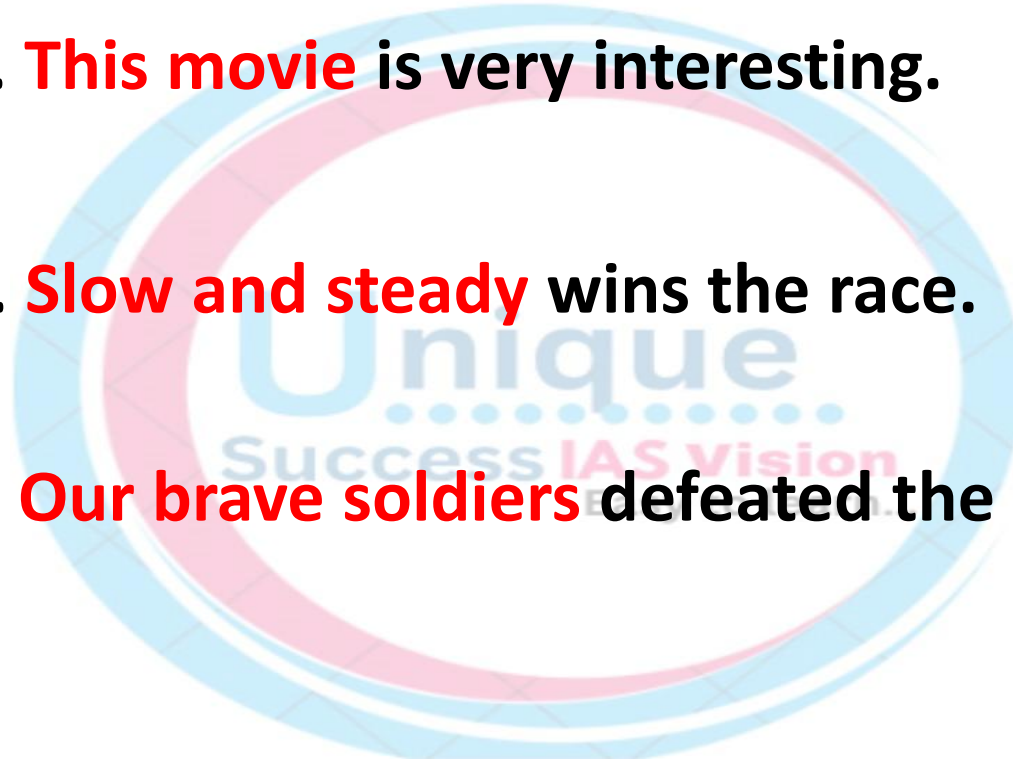 . This movie is very interesting.
. Slow and steady wins the race.
Unique
Success IAS Vision
Our brave soldiers defeated the